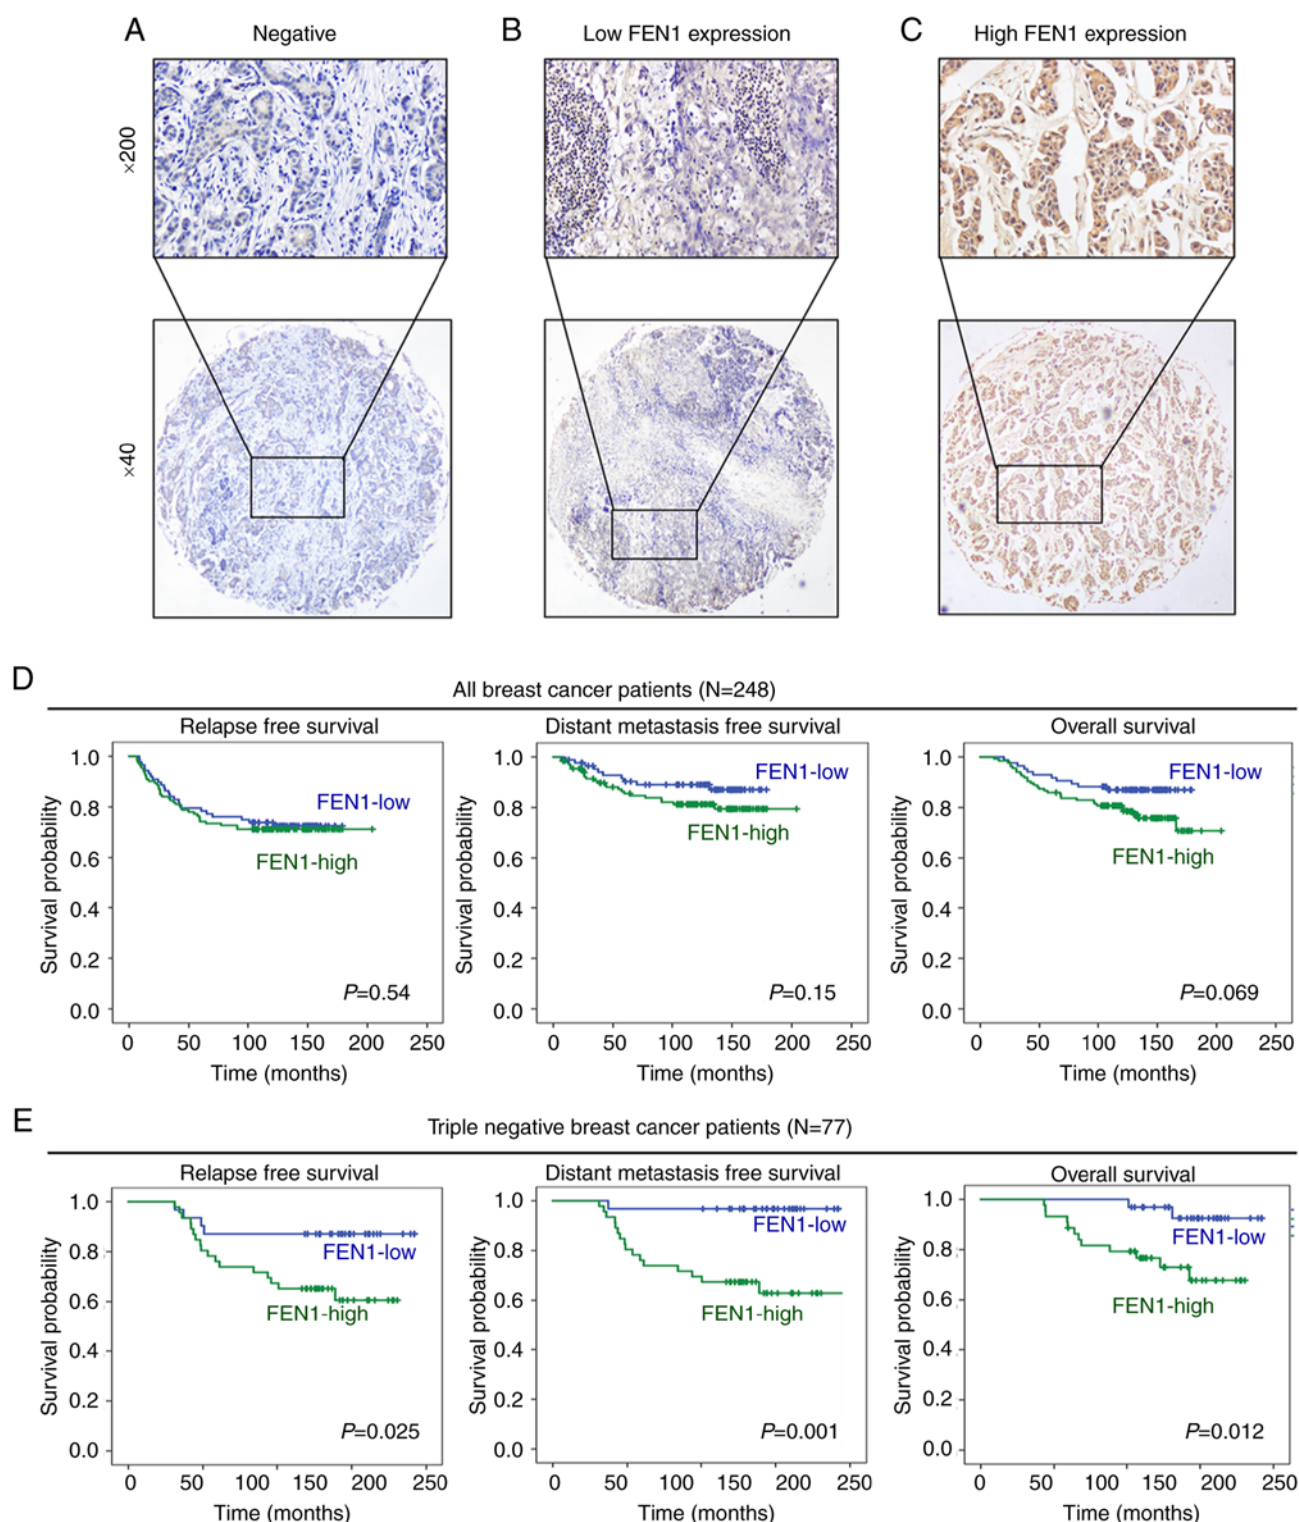 A Negative
B Low FEN1 expression
C High FEN1 expression
×200
×40
D
All breast cancer patients (N=248)
Relapse free survival
Survival probability
1.0
0.8
0.6
0.4
0.2
0.0
FEN1-low
FEN1-high
P=0.54
0 50 100 150 200 250
Time (months)
Distant metastasis free survival
Survival probability
1.0
0.8
0.6
0.4
0.2
0.0
FEN1-low
FEN1-high
P=0.15
0 50 100 150 200 250
Time (months)
Overall survival
Survival probability
1.0
0.8
0.6
0.4
0.2
0.0
FEN1-low
FEN1-high
P=0.069
0 50 100 150 200 250
Time (months)
E
Triple negative breast cancer patients (N=77)
Relapse free survival
Survival probability
1.0
0.8
0.6
0.4
0.2
0.0
FEN1-low
FEN1-high
P=0.025
0 50 100 150 200 250
Time (months)
Distant metastasis free survival
Survival probability
1.0
0.8
0.6
0.4
0.2
0.0
FEN1-low
FEN1-high
P=0.001
0 50 100 150 200 250
Time (months)
Overall survival
Survival probability
1.0
0.8
0.6
0.4
0.2
0.0
FEN1-low
FEN1-high
P=0.012
0 50 100 150 200 250
Time (months)